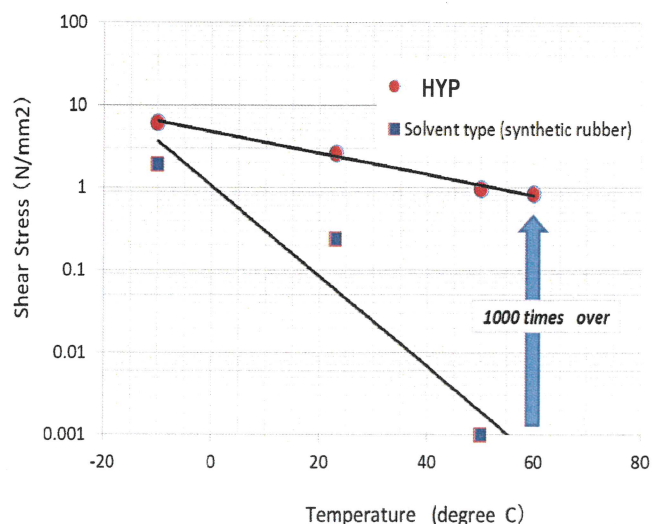 100
10
1
0.1
0.01
0.001
Shear Stress (N/mm2)
HYP
Solvent type (synthetic rubber)
1000 times over
-20
0
20
40
60
80
Temperature (degree C)